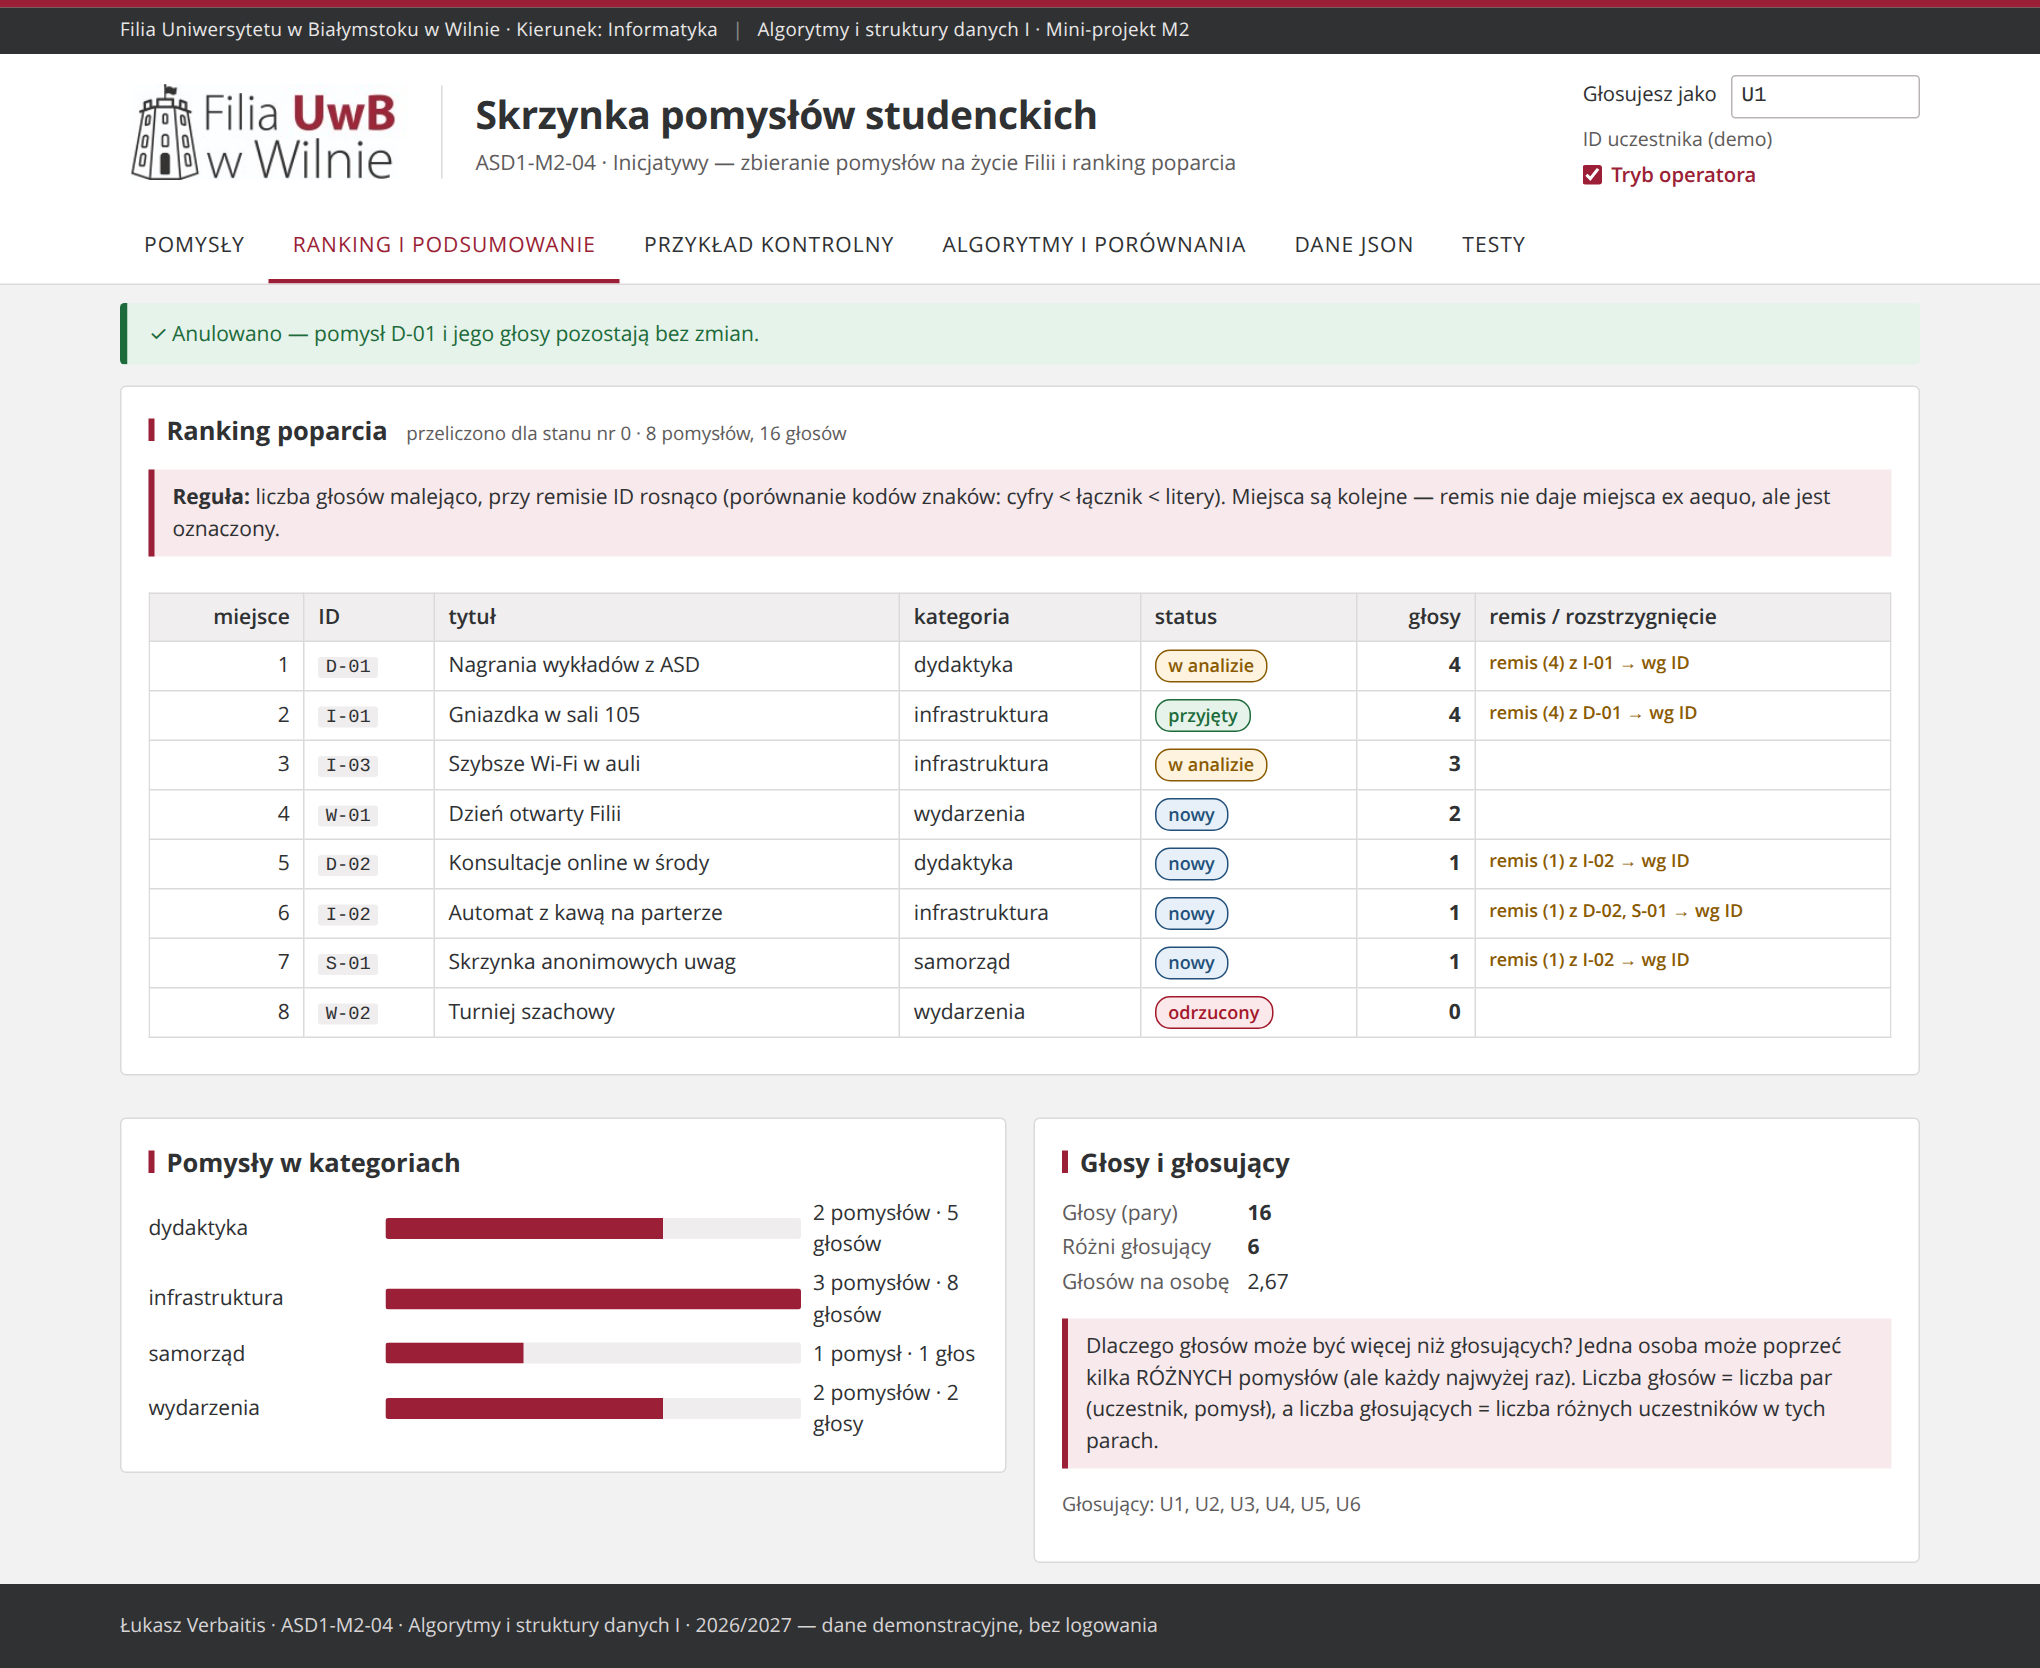 Filia Uniwersytetu w Białymstoku w Wilnie · Kierunek: Informatyka | Algorytmy i struktury danych I · Mini-projekt M2
Filia UwB
w Wilnie
Skrzynka pomysłów studenckich
ASD1-M2-04 · Inicjatywy — zbieranie pomysłów na życie Filii i ranking poparcia
Głosujesz jako U1
ID uczestnika (demo)
Tryb operatora
POMYSŁY RANKING I PODSUMOWANIE PRZYKŁAD KONTROLNY ALGORYTMY I PORÓWNANIA DANE JSON TESTY
✓ Anulowano — pomysł D-01 i jego głosy pozostają bez zmian.
Ranking poparcia przeliczono dla stanu nr 0 · 8 pomysłów, 16 głosów
Reguła: liczba głosów malejąco, przy remisie ID rosnąco (porównanie kodów znaków: cyfry < łącznik < litery). Miejsca są kolejne — remis nie daje miejsca ex aequo, ale jest
oznaczony.
miejsce ID tytuł kategoria status głosy remis / rozstrzygnięcie
1 D-01 Nagrania wykładów z ASD dydaktyka w analizie 4 remis (4) z I-01 → wg ID
2 I-01 Gniazdka w sali 105 infrastruktura przyjęty 4 remis (4) z D-01 → wg ID
3 I-03 Szybsze Wi-Fi w auli infrastruktura w analizie 3
4 W-01 Dzień otwarty Filii wydarzenia nowy 2
5 D-02 Konsultacje online w środy dydaktyka nowy 1 remis (1) z I-02 → wg ID
6 I-02 Automat z kawą na parterze infrastruktura nowy 1 remis (1) z D-02, S-01 → wg ID
7 S-01 Skrzynka anonimowych uwag samorząd nowy 1 remis (1) z I-02 → wg ID
8 W-02 Turniej szachowy wydarzenia odrzucony 0
Pomysły w kategoriach
dydaktyka 2 pomysłów · 5
głosów
infrastruktura 3 pomysłów · 8
głosów
samorząd 1 pomysł · 1 głos
wydarzenia 2 pomysłów · 2
głosy
Głosy i głosujący
Głosy (pary) 16
Różni głosujący 6
Głosów na osobę 2,67
Dlaczego głosów może być więcej niż głosujących? Jedna osoba może poprzeć
kilka RÓŻNYCH pomysłów (ale każdy najwyżej raz). Liczba głosów = liczba par
(uczestnik, pomysł), a liczba głosujących = liczba różnych uczestników w tych
parach.
Głosujący: U1, U2, U3, U4, U5, U6
Łukasz Verbaitis · ASD1-M2-04 · Algorytmy i struktury danych I · 2026/2027 — dane demonstracyjne, bez logowania